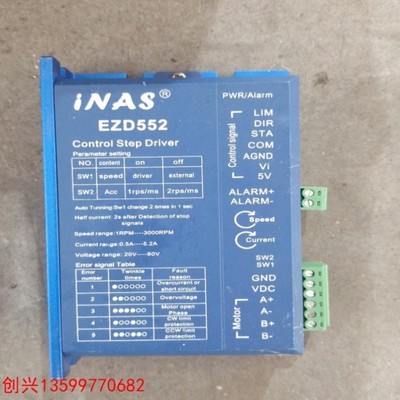 iNAS®
EZD552
Control Step Driver
Parameter setting
NO. content on off
SW1 speed driver external
SW2 Acc 1rps/ms 2rps/ms
Auto Tunning:Sw1 change 2 times in 1 sec
Half current: 2s after Detection of stop
signals
Speed range:1RPM----3000RPM
Current range:0.5A---5.2A
Voltage range: 20V---80V
Error signal Table
Error number Twinkle times Fault reason
1 ●○○○○○ Overcurrent or short circuit
2 ●●○○○○ Overvoltage
3 ●●●●○○ Motor open Phase
4 CW limit protection
5 CCW limit protection
PWR/Alarm
Control signal
LIM
DIR
STA
COM
AGND
Vi
5V
ALARM+
ALARM-
Speed
Current
SW2
SW1
GND
VDC
Motor
A+
A-
B+
B-
创兴13599770682